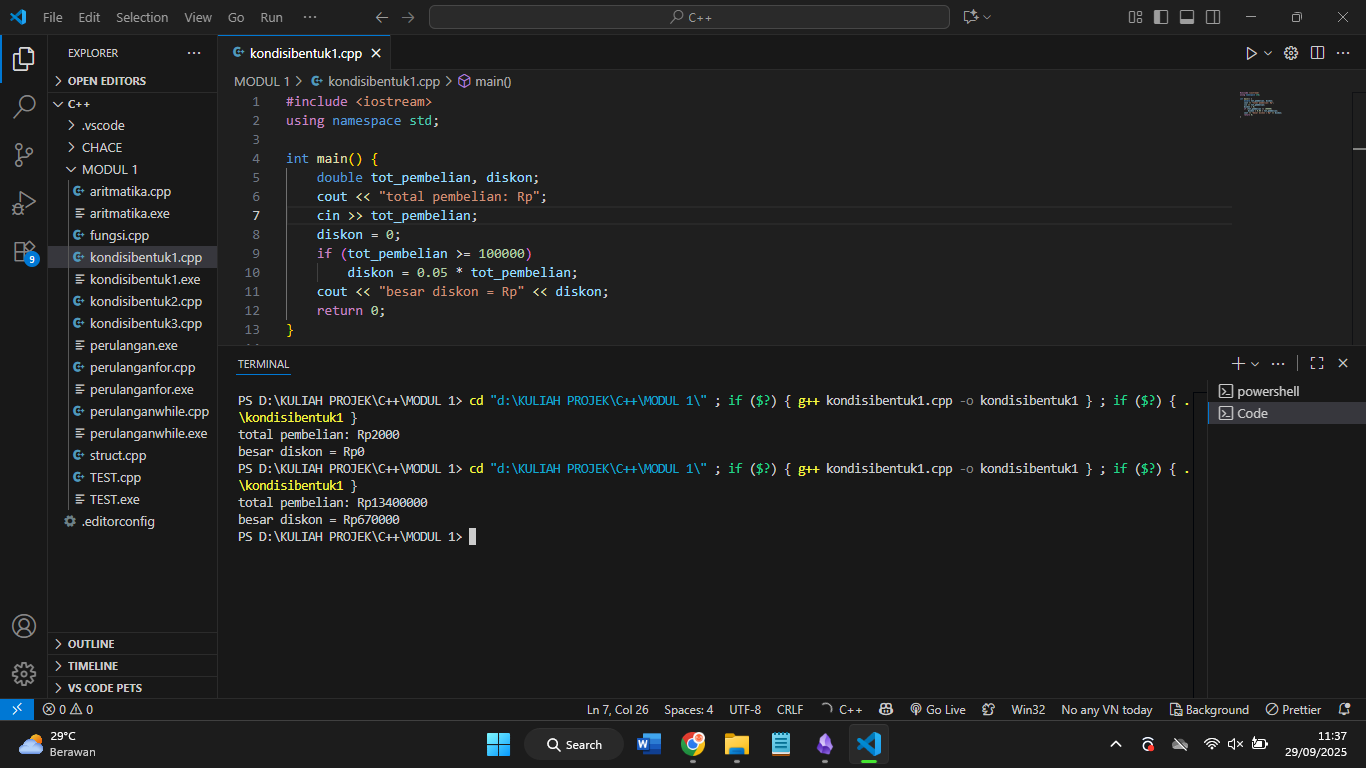 File Edit Selection View Go Run ··· C++
EXPLORER ···
OPEN EDITORS
C++
.vscode
CHACE
MODUL 1
aritmatika.cpp
aritmatika.exe
fungsi.cpp
kondisibentuk1.cpp
kondisibentuk1.exe
kondisibentuk2.cpp
kondisibentuk3.cpp
perulangan.exe
perulanganfor.cpp
perulanganfor.exe
perulanganwhile.cpp
perulanganwhile.exe
struct.cpp
TEST.cpp
TEST.exe
.editorconfig
OUTLINE
TIMELINE
VS CODE PETS
9
kondisibentuk1.cpp
MODUL 1 > kondisibentuk1.cpp > main()
1 #include <iostream>
2 using namespace std;
3
4 int main() {
5 double tot_pembelian, diskon;
6 cout << "total pembelian: Rp";
7 cin >> tot_pembelian;
8 diskon = 0;
9 if (tot_pembelian >= 100000)
10 diskon = 0.05 * tot_pembelian;
11 cout << "besar diskon = Rp" << diskon;
12 return 0;
13 }
TERMINAL
PS D:\KULIAH PROJEK\C++\MODUL 1> cd "d:\KULIAH PROJEK\C++\MODUL 1\" ; if ($?) { g++ kondisibentuk1.cpp -o kondisibentuk1 } ; if ($?) { .
\kondisibentuk1 }
total pembelian: Rp2000
besar diskon = Rp0
PS D:\KULIAH PROJEK\C++\MODUL 1> cd "d:\KULIAH PROJEK\C++\MODUL 1\" ; if ($?) { g++ kondisibentuk1.cpp -o kondisibentuk1 } ; if ($?) { .
\kondisibentuk1 }
total pembelian: Rp13400000
besar diskon = Rp670000
PS D:\KULIAH PROJEK\C++\MODUL 1>
powershell
Code
0 0 Ln 7, Col 26 Spaces: 4 UTF-8 CRLF C++ Go Live Win32 No any VN today Background Prettier
29°C
Berawan
Search
11:37
29/09/2025